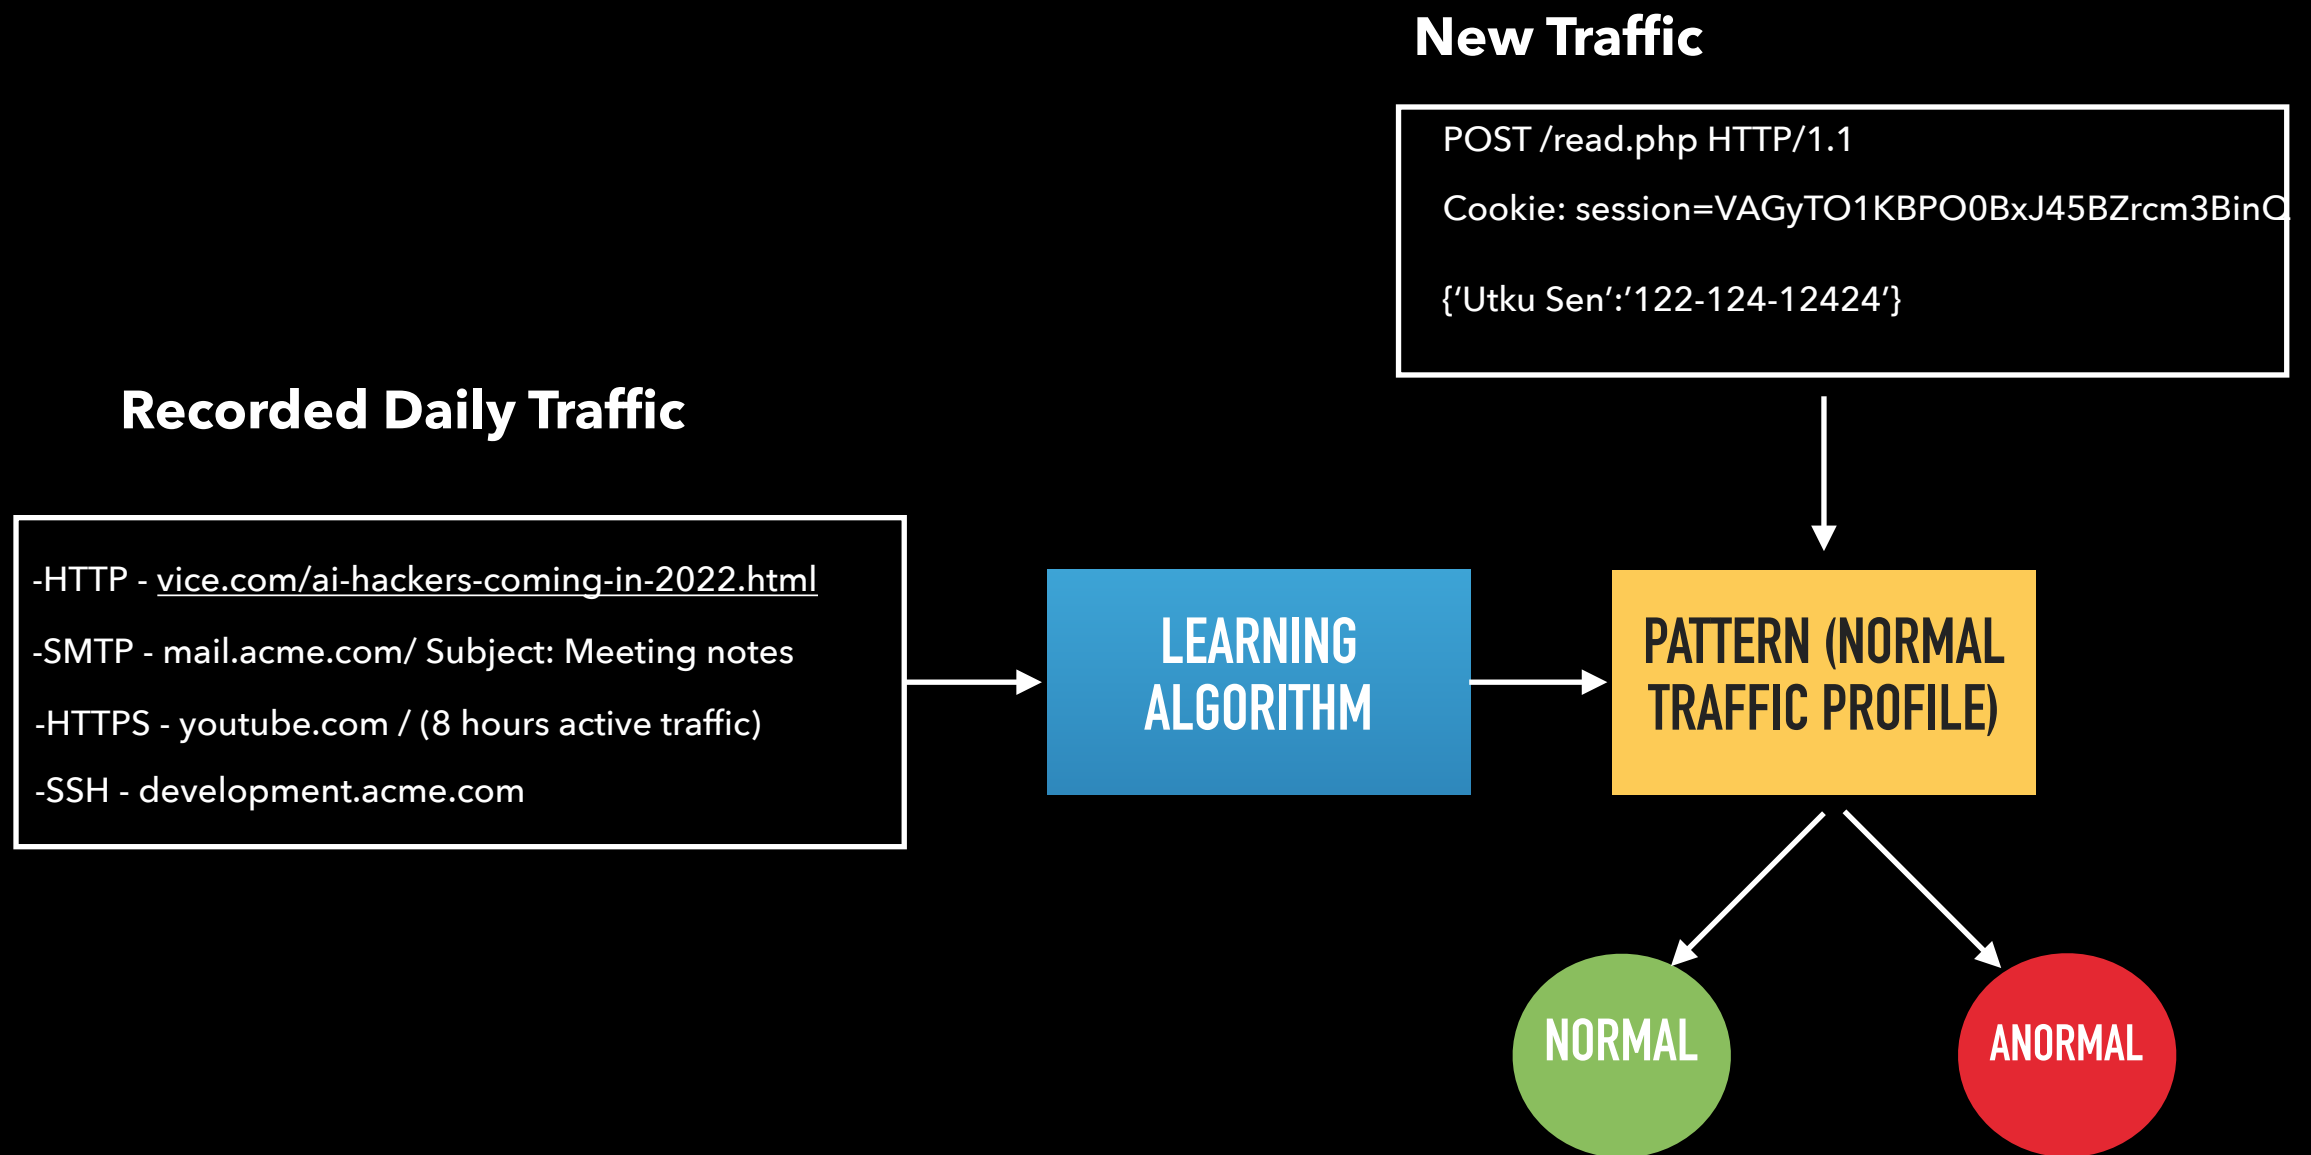 New Traffic
POST /read.php HTTP/1.1
Cookie: session=VAGyTO1KBPO0BxJ45BZrcm3BinQ
{‘Utku Sen’:’122-124-12424’}
Recorded Daily Traffic
-HTTP - vice.com/ai-hackers-coming-in-2022.html
-SMTP - mail.acme.com/ Subject: Meeting notes
-HTTPS - youtube.com / (8 hours active traffic)
-SSH - development.acme.com
LEARNING
ALGORITHM
PATTERN (NORMAL
TRAFFIC PROFILE)
NORMAL
ANORMAL